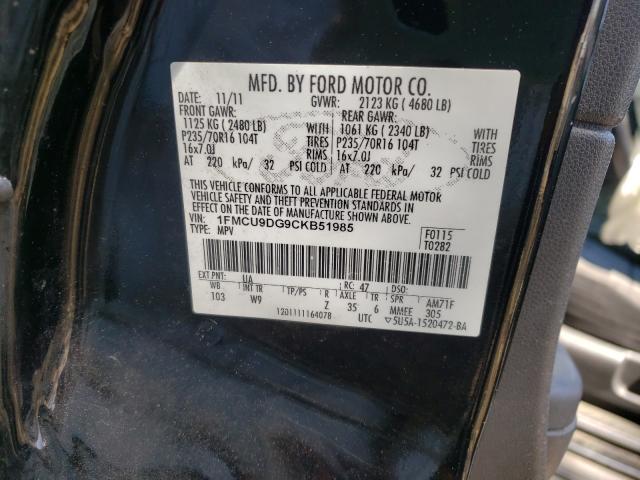 MFD. BY FORD MOTOR CO.
DATE: 11/11 GVWR: 2123 KG ( 4680 LB)
FRONT GAWR: REAR GAWR:
1125 KG ( 2480 LB) WITH 1061 KG ( 2340 LB) WITH
P235/70R16 104T TIRES P235/70R16 104T TIRES
16x7.0J RIMS 16x7.0J RIMS
AT 220 kPa/ 32 PSI COLD AT 220 kPa/ 32 PSI COLD
THIS VEHICLE CONFORMS TO ALL APPLICABLE FEDERAL MOTOR
VEHICLE SAFETY AND THEFT PREVENTION STANDARDS
IN EFFECT ON THE DATE OF MANUFACTURE SHOWN ABOVE.
VIN: 1FMCU9DG9CKB51985 F0115
TYPE: MPV T0282
EXT PNT: UA RC: 47 DSO:
WB INT TR TP/PS R AXLE TR SPR AM71F
103 W9 Z 35 6 MMEE 305
1201111164078 UTC ▽5U5A-1520472-BA
Ford